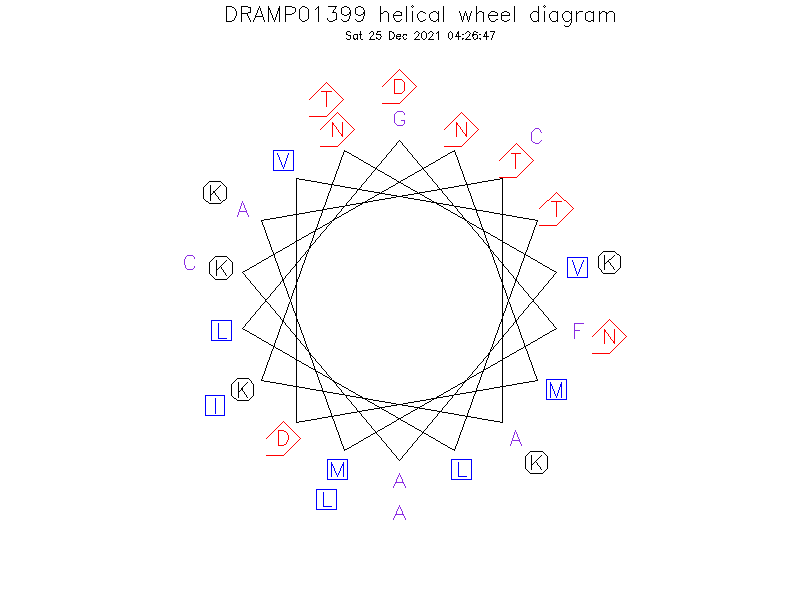 DRAMP01399 helical wheel diagram
Sat 25 Dec 2021 04:26:47
D
T
G
N
N
C
V
T
K
A
T
C
K
V
K
L
F
N
I
K
M
D
A
M
L
K
L
A
A